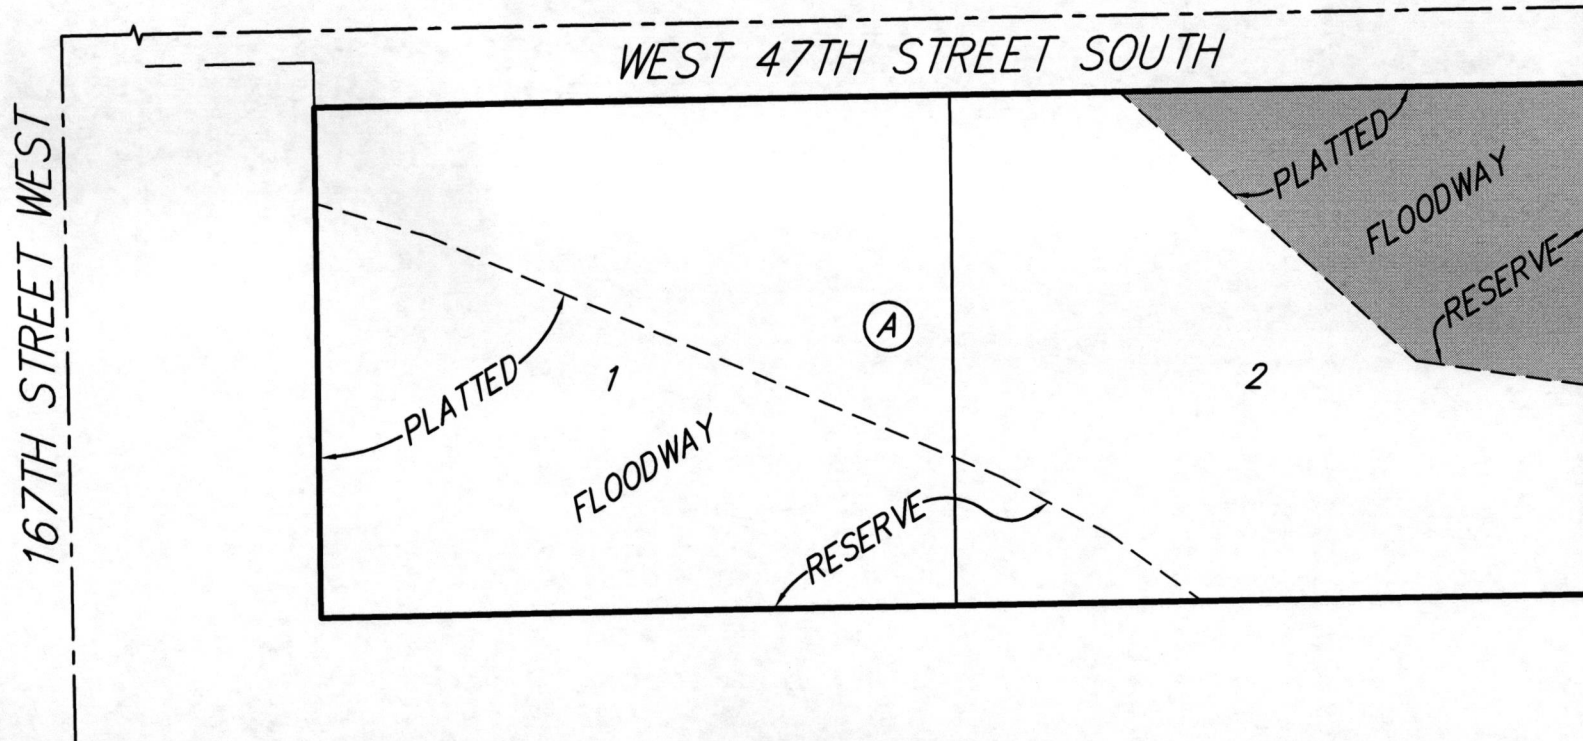 WEST 47TH STREET SOUTH
167TH STREET WEST
PLATTED
FLOODWAY
RESERVE
A
1
2
PLATTED
FLOODWAY
RESERVE